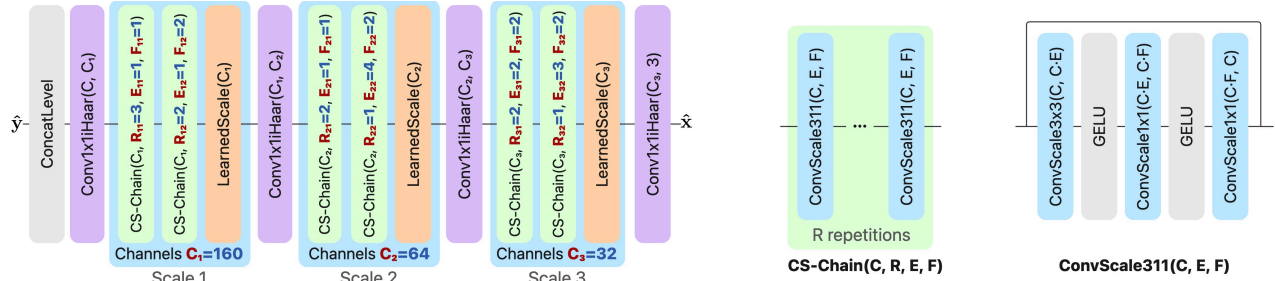 ŷ
ConcatLevel
Conv1x1iHaar(C, C₁)
CS-Chain(C₁, R₁₁=3, E₁₁=1, F₁₁=1)
CS-Chain(C₁, R₁₂=2, E₁₂=1, F₁₂=2)
LearnedScale(C₁)
Channels C₁=160
Scale 1
Conv1x1iHaar(C₁, C₂)
CS-Chain(C₂, R₂₁=2, E₂₁=1, F₂₁=1)
CS-Chain(C₂, R₂₂=1, E₂₂=4, F₂₂=2)
LearnedScale(C₂)
Channels C₂=64
Scale 2
Conv1x1iHaar(C₂, C₃)
CS-Chain(C₃, R₃₁=2, E₃₁=2, F₃₁=2)
CS-Chain(C₃, R₃₂=1, E₃₂=3, F₃₂=2)
LearnedScale(C₃)
Channels C₃=32
Scale 3
Conv1x1iHaar(C₃, 3)
x̂
ConvScale311(C, E, F)
...
ConvScale311(C, E, F)
R repetitions
CS-Chain(C, R, E, F)
ConvScale3x3(C, C·E)
GELU
ConvScale1x1(C·E, C·F)
GELU
ConvScale1x1(C·F, C)
ConvScale311(C, E, F)